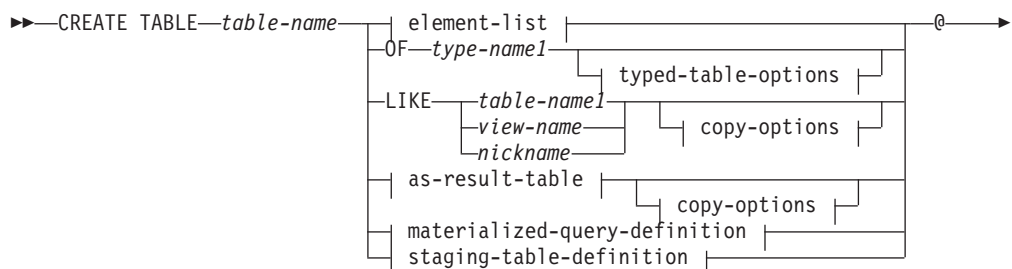 CREATE TABLE table-name element-list @
OF type-name1
typed-table-options
LIKE table-name1
view-name copy-options
nickname
as-result-table
copy-options
materialized-query-definition
staging-table-definition